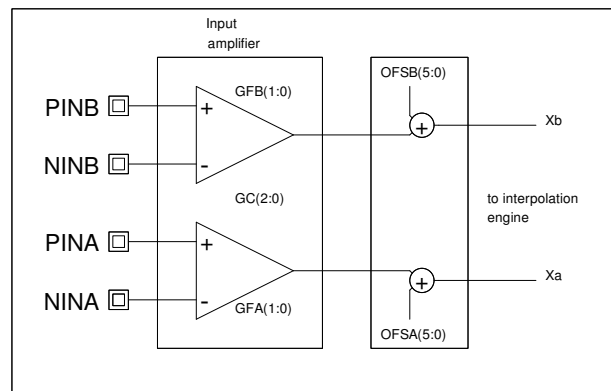 Input
amplifier
GFB(1:0)
OFSB(5:0)
PINB
+
+
Xb
NINB
-
GC(2:0)
to interpolation
engine
PINA
+
+
Xa
NINA
-
GFA(1:0)
OFSA(5:0)